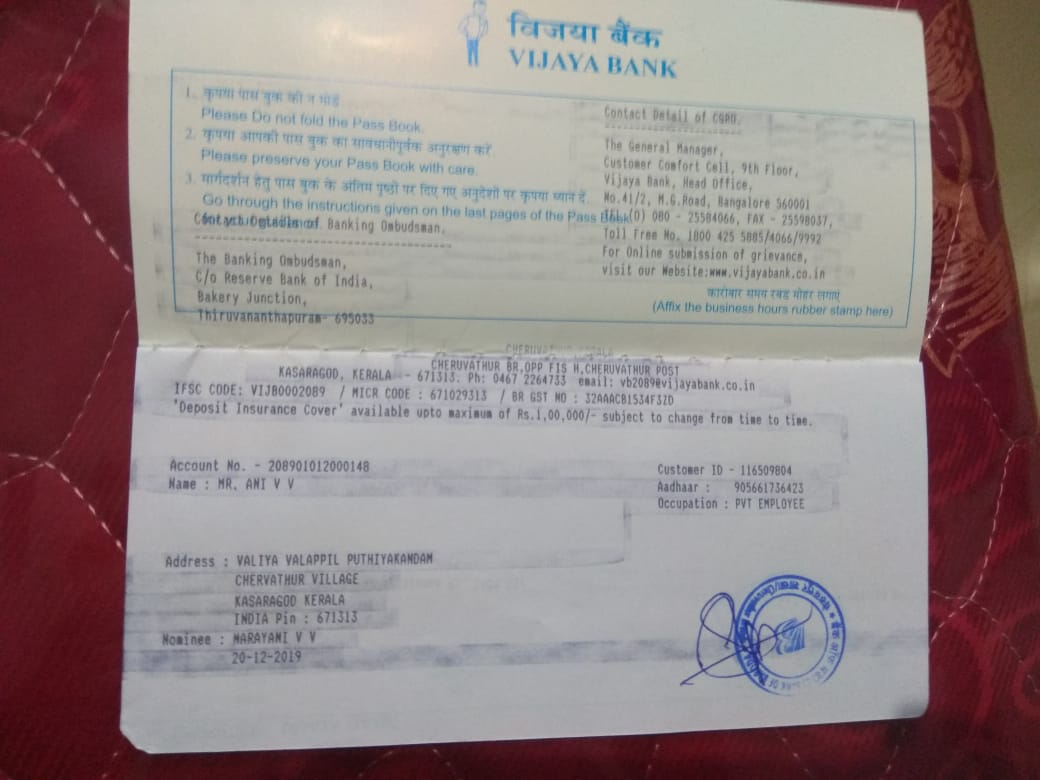 विजया बैंक
VIJAYA BANK
1. कृपया पास बुक को न मोड़ें
Please Do not fold the Pass Book.
2. कृपया आपकी पास बुक का सावधानीपूर्वक अनुरक्षण करें.
Please preserve your Pass Book with care.
3. मार्गदर्शन हेतु पास बुक के अंतिम पृष्ठों पर दिए गए अनुदेशों पर कृपया ध्यान दें.
Go through the instructions given on the last pages of the Pass Book
Contact Details of Banking Ombudsman.
The Banking Ombudsman,
C/o Reserve Bank of India,
Bakery Junction,
Thiruvananthapuram- 695033
Contact Detail of CGRO.
The General Manager,
Customer Comfort Cell, 9th Floor,
Vijaya Bank, Head Office,
No.41/2, M.G.Road, Bangalore 560001
Tel.(O) 080 - 25584066, FAX - 25598037,
Toll Free No. 1800 425 5885/4066/9992
For Online submission of grievance,
visit our Website:www.vijayabank.co.in
कारोबार समय रबड़ मोहर लगाएं
(Affix the business hours rubber stamp here)
CHERUVATHUR KERALA
CHERUVATHUR BR,OPP FIS H,CHERUVATHUR POST
KASARAGOD, KERALA - 671313. Ph: 0467 2264733 email: vb2089@vijayabank.co.in
IFSC CODE: VIJB0002089 / MICR CODE : 671029313 / BR GST NO : 32AAACB1534F3ZD
'Deposit Insurance Cover' available upto maximum of Rs.1,00,000/- subject to change from time to time.
Account No. - 208901012000148
Name : MR. ANI V V
Customer ID - 116509804
Aadhaar : 905661736423
Occupation : PVT EMPLOYEE
Address : VALIYA VALAPPIL PUTHIYAKANDAM
CHERVATHUR VILLAGE
KASARAGOD KERALA
INDIA Pin : 671313
Nominee : NARAYANI V V
20-12-2019